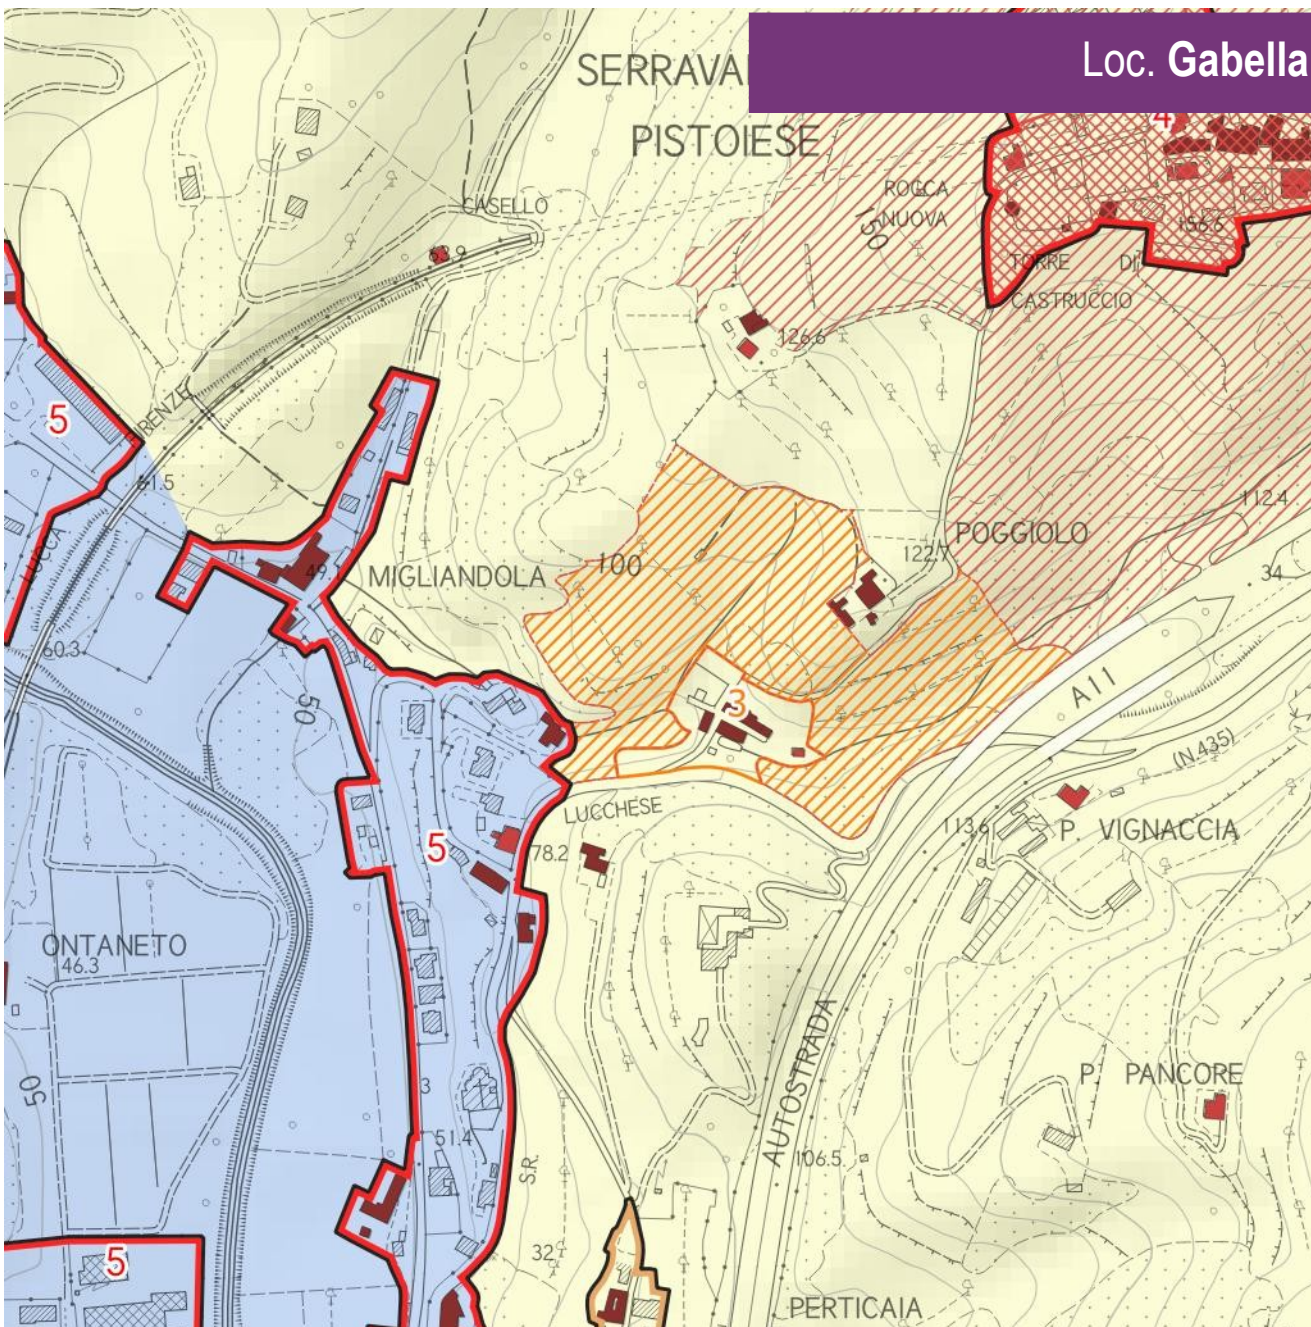 Loc. Gabella
SERRAVA
PISTOIESE
4
ROCCA
NUOVA
150
CASELLO
63.9
156.6
TORRE DI
CASTRUCCIO
126.6
5
FIRENZE
61.5
LUCCA
112.4
POGGIOLO
122.7
100
MIGLIANDOLA
49.1
34
60.3
50
A11
3
(N.435)
LUCCHESE
113.6
P. VIGNACCIA
5
78.2
ONTANETO
46.3
AUTOSTRADA
50
P. PANCORE
3
51.4
106.5
S.R.
32
5
PERTICAIA